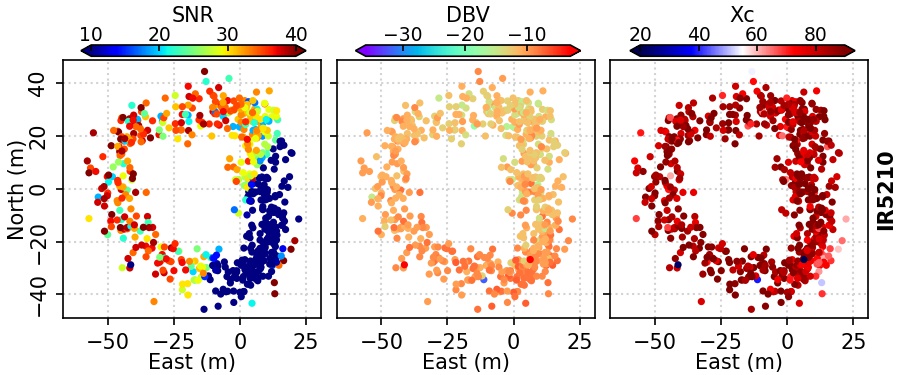 SNR DBV Xc
10 20 30 40 −30 −20 −10 20 40 60 80
40
20
0
−20
−40
North (m)
−50 −25 0 25 −50 −25 0 25 −50 −25 0 25
East (m) East (m) East (m)
IR5210